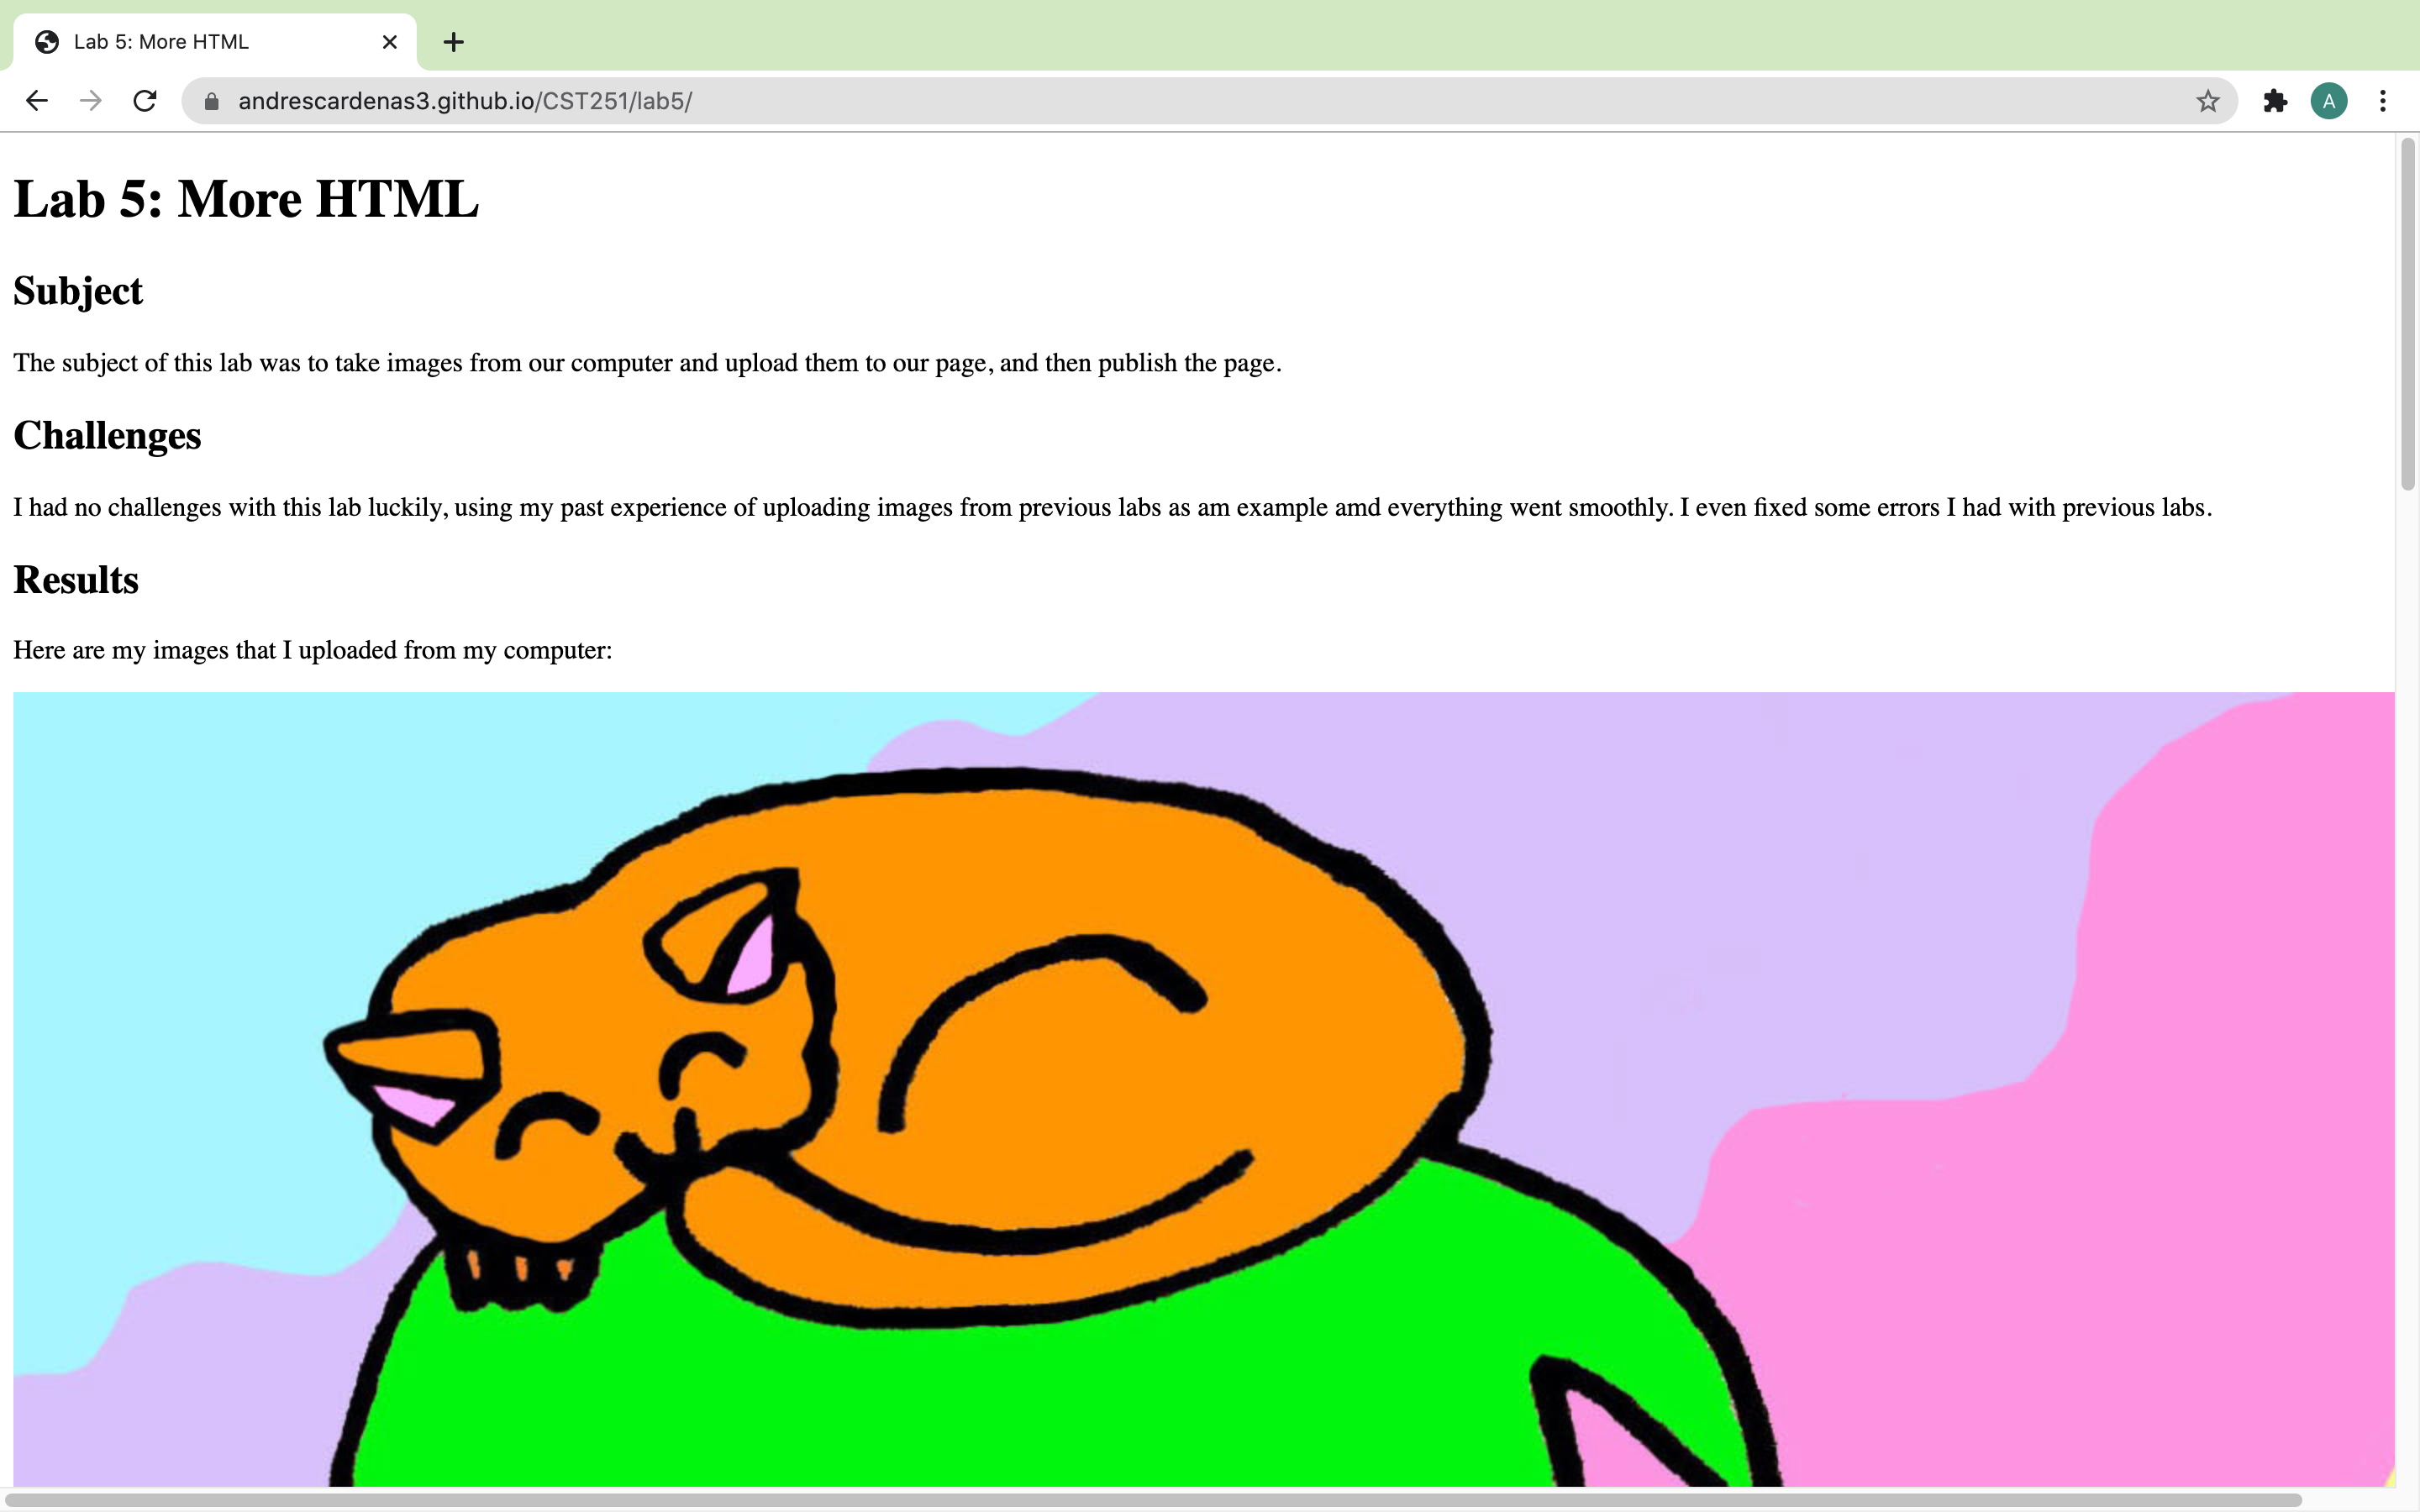 Lab 5: More HTML
andrescardenas3.github.io/CST251/lab5/
A
Lab 5: More HTML
Subject
The subject of this lab was to take images from our computer and upload them to our page, and then publish the page.
Challenges
I had no challenges with this lab luckily, using my past experience of uploading images from previous labs as am example amd everything went smoothly. I even fixed some errors I had with previous labs.
Results
Here are my images that I uploaded from my computer: